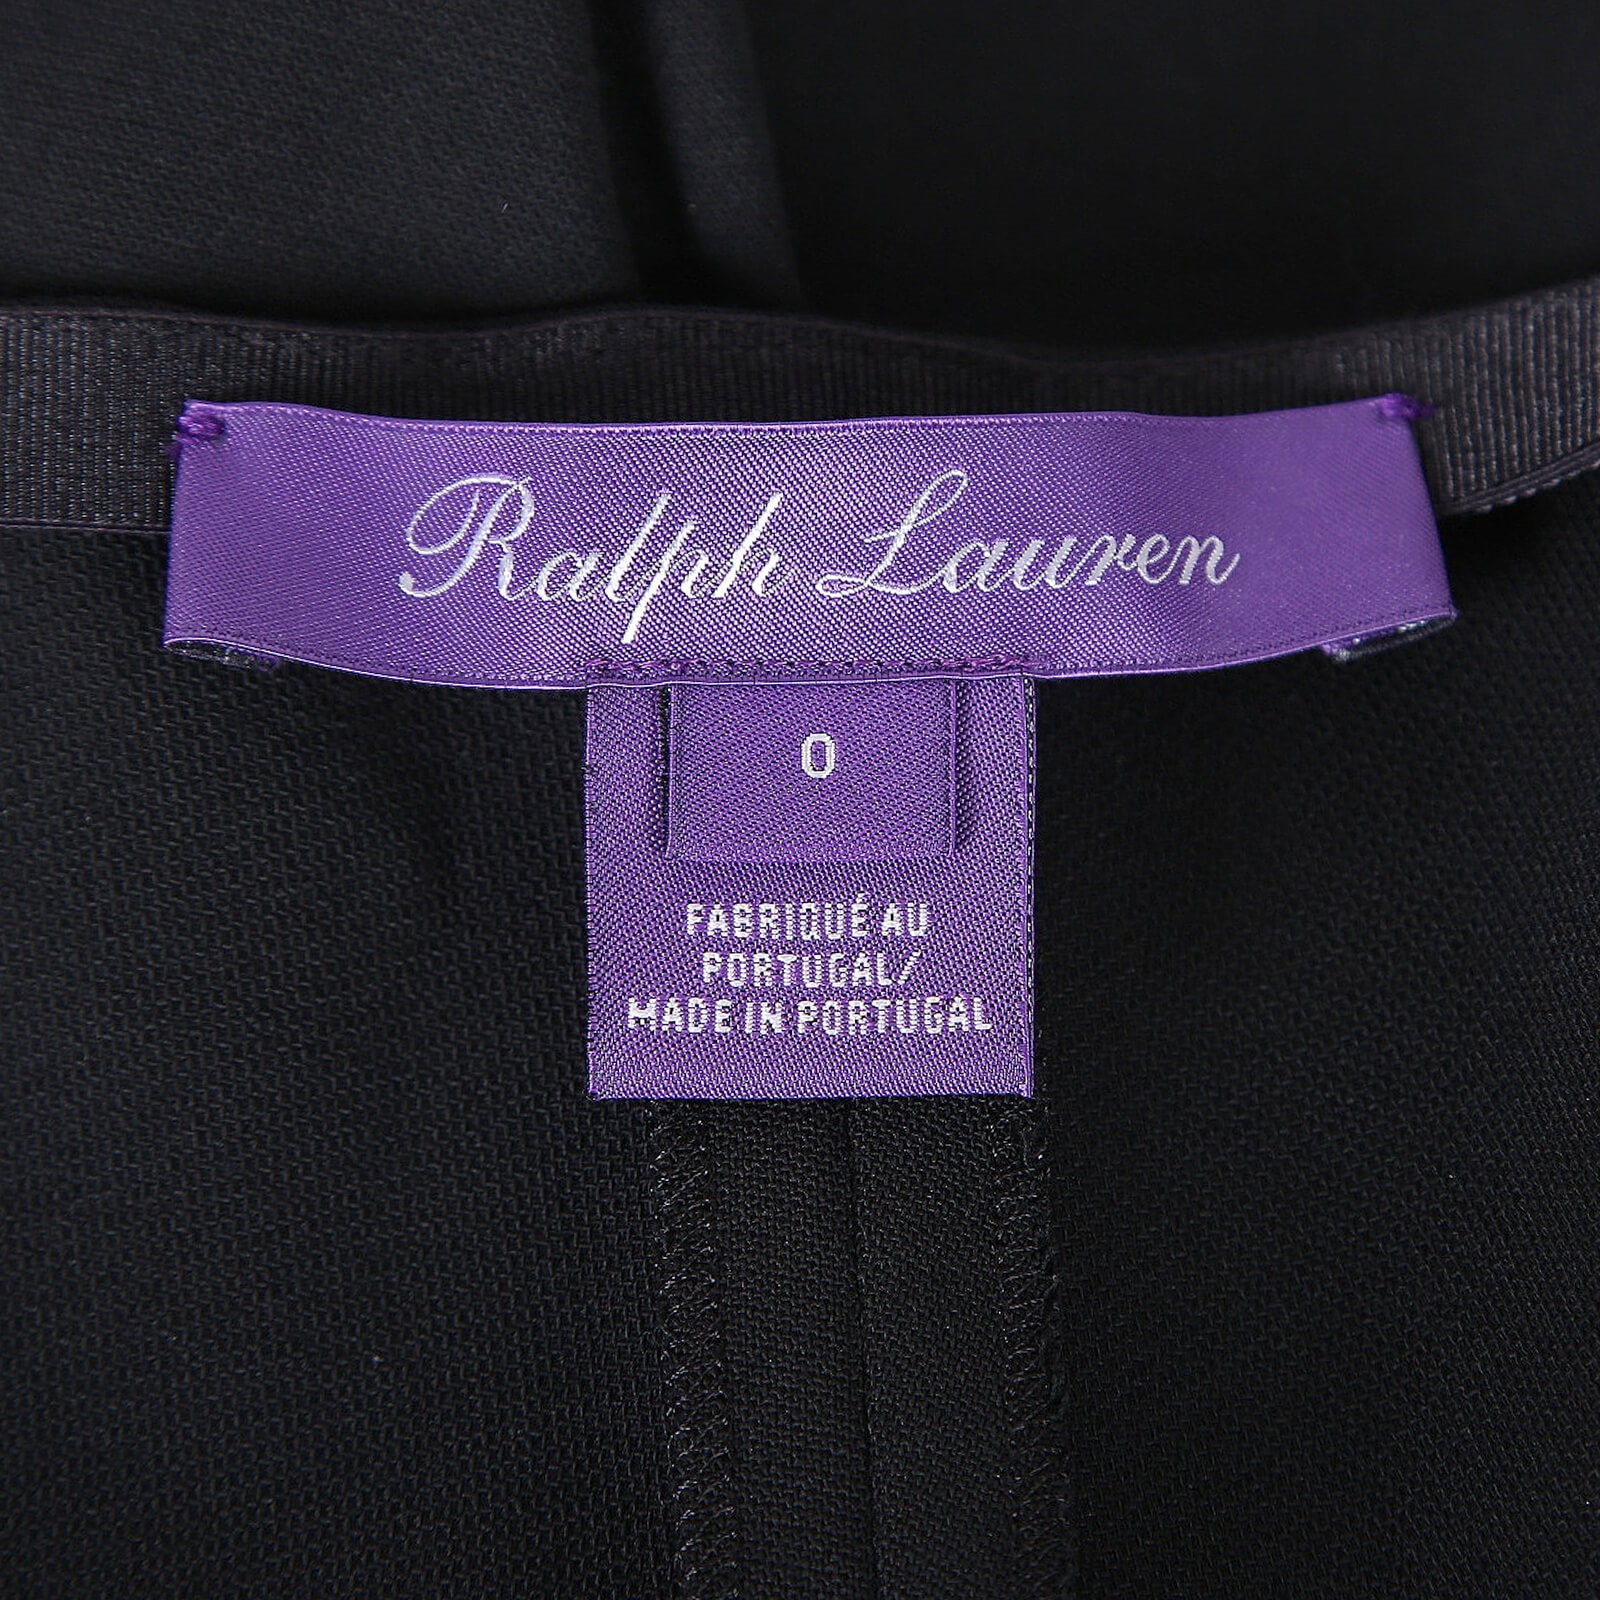 Ralph Lauren
0
FABRIQUÉ AU
PORTUGAL/
MADE IN PORTUGAL